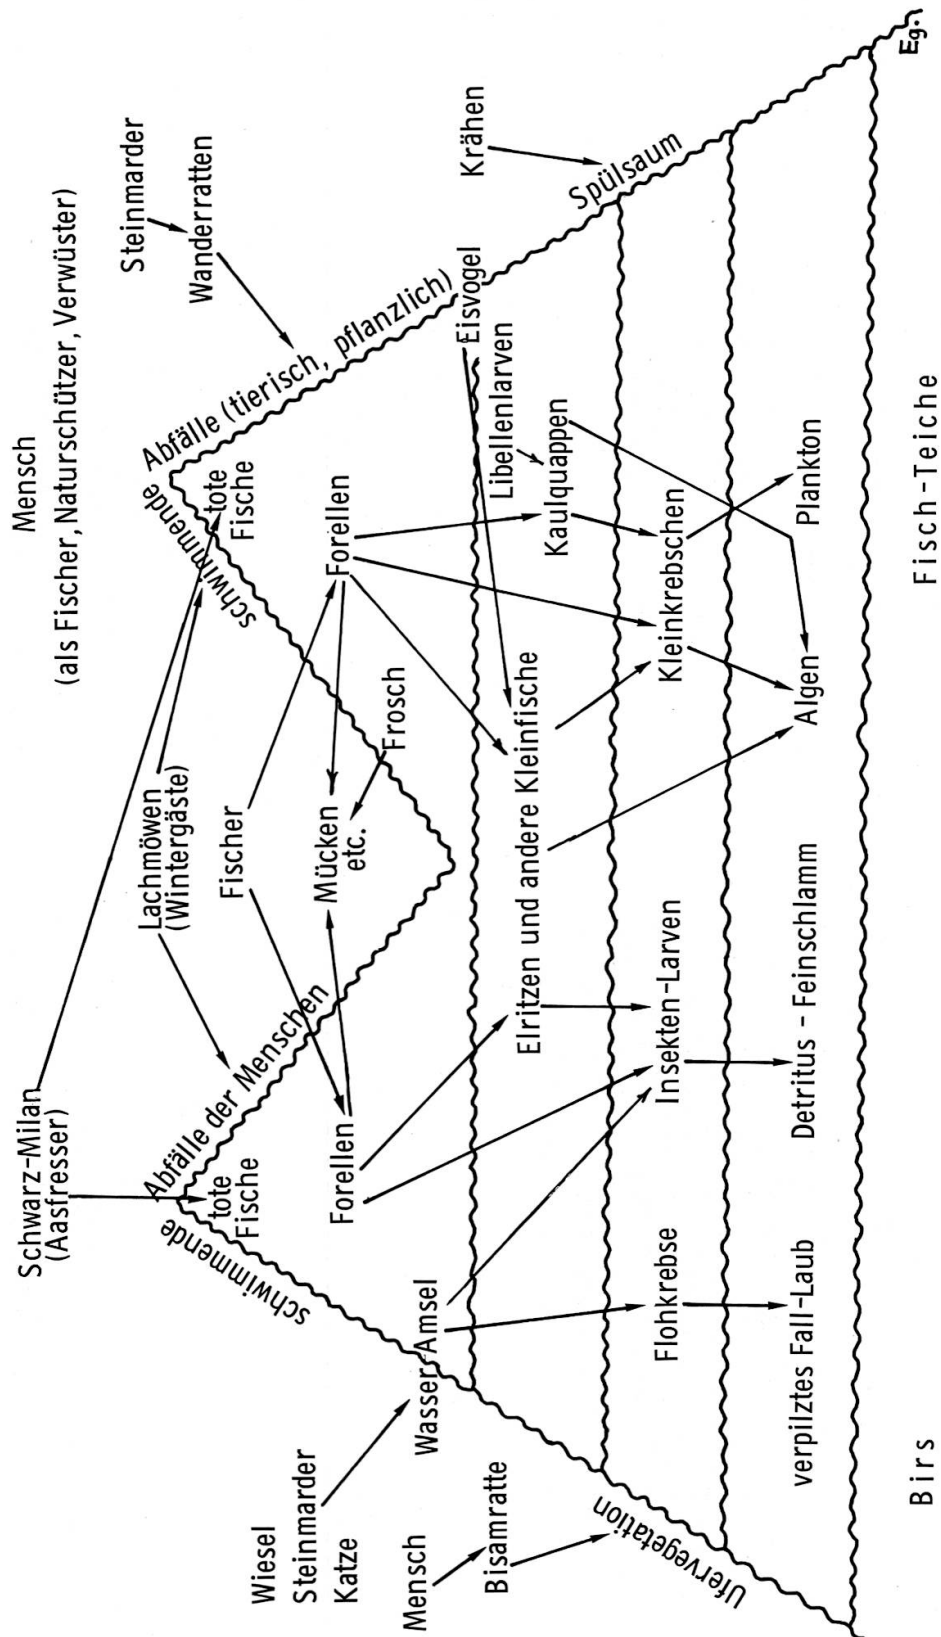 Mensch
(als Fischer, Naturschützer, Verwüster)
Schwarz-Milan
(Aasfresser)
Steinmarder
Wanderratten
Lachmöwen
(Wintergäste)
schwimmende
Abfälle der Menschen
schwimmende
Abfälle (tierisch, pflanzlich)
tote
Fische
tote
Fische
Fischer
Forellen
Mücken
etc.
Forellen
Frosch
Wiesel
Steinmarder
Katze
Wasser-Amsel
Eisvogel
Krähen
Mensch
Bisamratte
Libellenlarven
Elritzen und andere Kleinfische
Kaulquappen
Spülsaum
Ufervegetation
Flohkrebse
Insekten-Larven
Kleinkrebschen
verpilztes Fall-Laub
Detritus - Feinschlamm
Algen
Plankton
Eg.
Birs
Fisch-Teiche